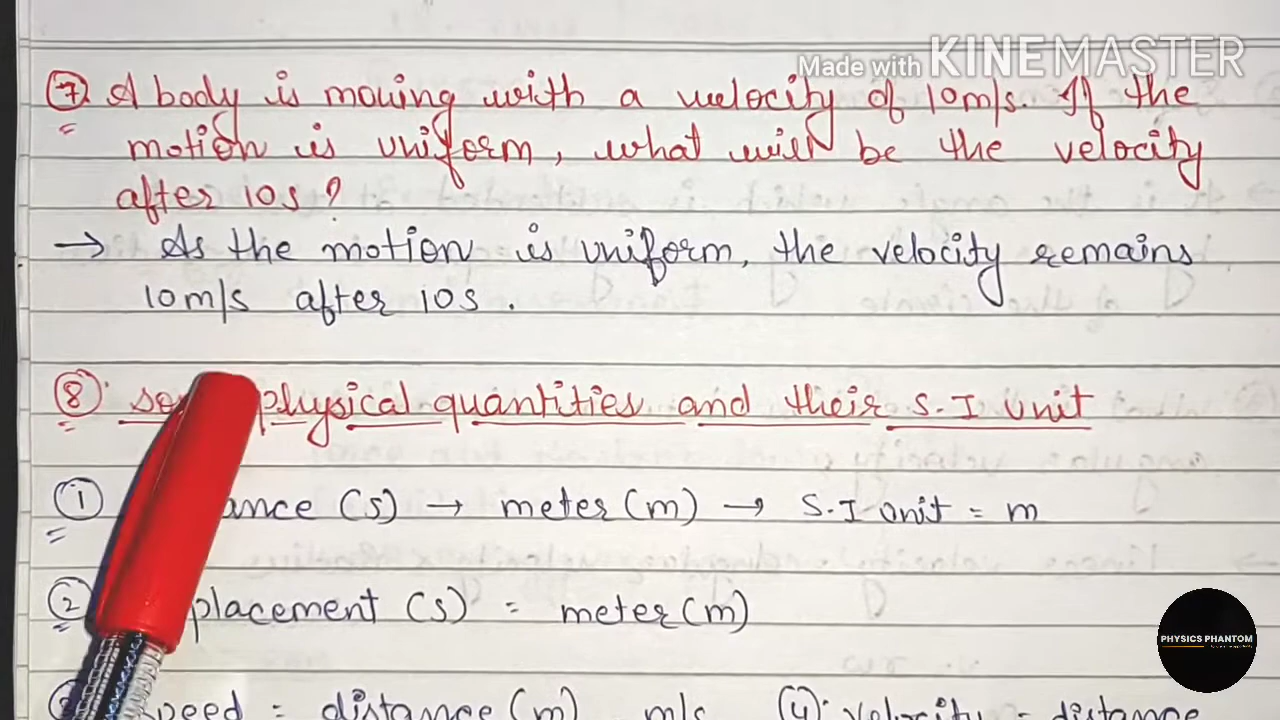 Made with KINEMASTER
⑦ A body is moving with a velocity of 10m/s. If the
motion is uniform, what will be the velocity
after 10s?
→ As the motion is uniform, the velocity remains
10m/s after 10s.
⑧ physical quantities and their S.I unit
① ance (s) → meter (m) → S.I unit = m
② placement (s) = meter (m)
speed = distance (m) m/s ④ velocity = distance
PHYSICS PHANTOM